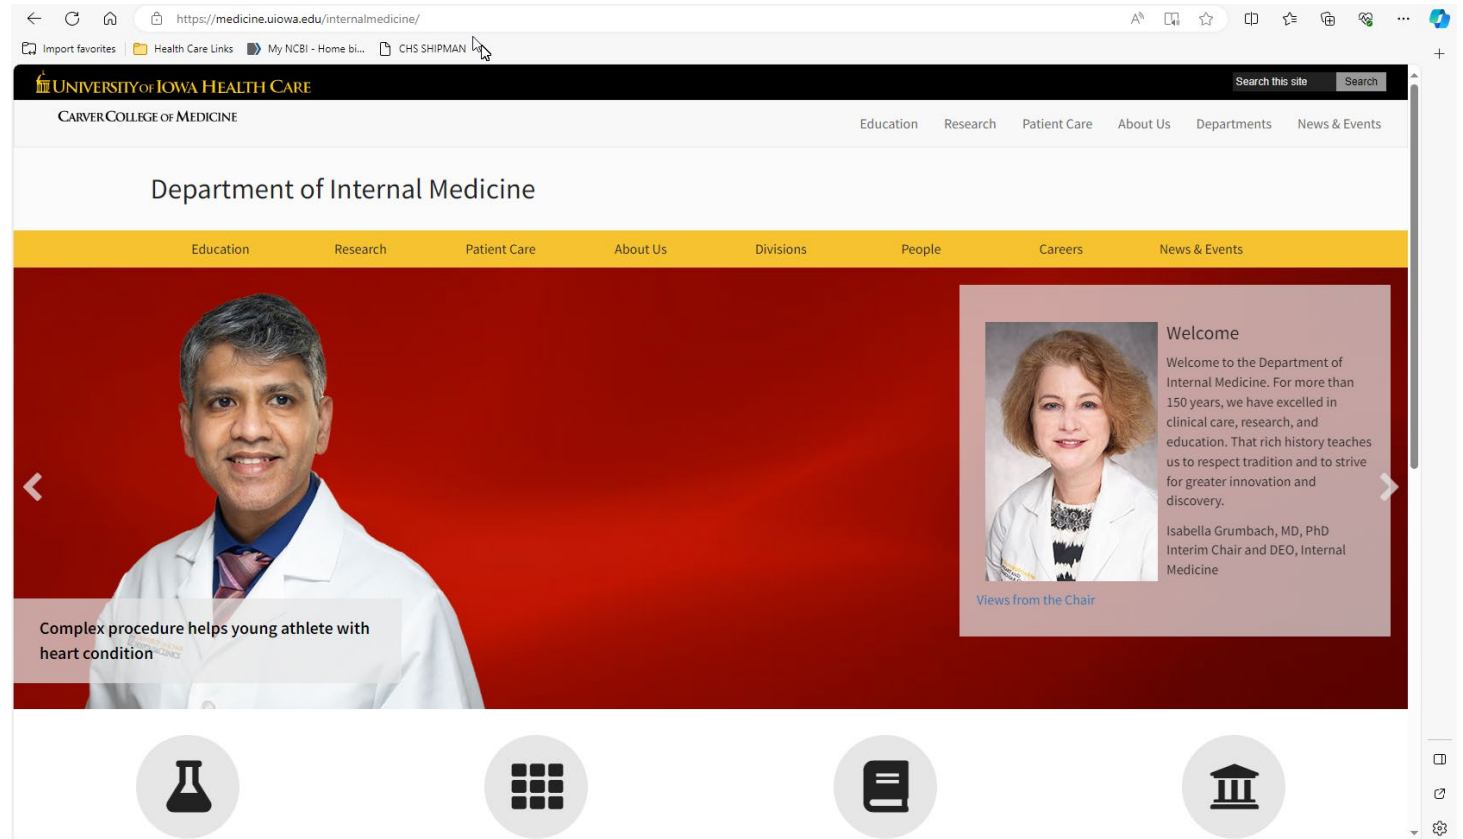 https://medicine.uiowa.edu/internalmedicine/
Import favorites
Health Care Links
My NCBI - Home bi...
CHS SHIPMAN
UNIVERSITY OF IOWA HEALTH CARE
Search this site
Search
CARVER COLLEGE OF MEDICINE
Education Research Patient Care About Us Departments News & Events
Department of Internal Medicine
Education Research Patient Care About Us Divisions People Careers News & Events
Welcome
Welcome to the Department of
Internal Medicine. For more than
150 years, we have excelled in
clinical care, research, and
education. That rich history teaches
us to respect tradition and to strive
for greater innovation and
discovery.
Isabella Grumbach, MD, PhD
Interim Chair and DEO, Internal
Medicine
Views from the Chair
Complex procedure helps young athlete with
heart condition